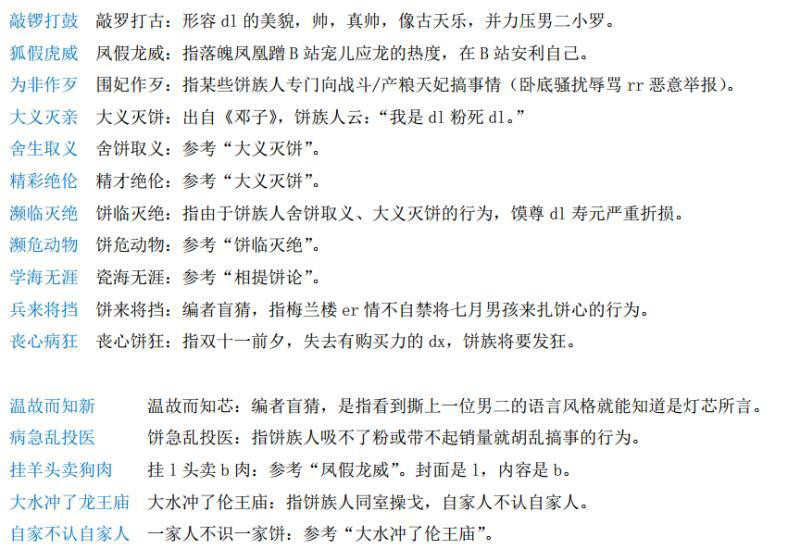 敲锣打鼓 敲罗打古：形容 dl 的美貌，帅，真帅，像古天乐，并力压男二小罗。
狐假虎威 凤假龙威：指落魄凤凰蹭 B 站宠儿应龙的热度，在 B 站安利自己。
为非作歹 围妃作歹：指某些饼族人专门向战斗/产粮天妃搞事情（卧底骚扰辱骂 rr 恶意举报）。
大义灭亲 大义灭饼：出自《邓子》，饼族人云：“我是 dl 粉死 dl。”
舍生取义 舍饼取义：参考“大义灭饼”。
精彩绝伦 精才绝伦：参考“大义灭饼”。
濒临灭绝 饼临灭绝：指由于饼族人舍饼取义、大义灭饼的行为，馍尊 dl 寿元严重折损。
濒危动物 饼危动物：参考“饼临灭绝”。
学海无涯 瓷海无涯：参考“相提饼论”。
兵来将挡 饼来将挡：编者盲猜，指梅兰楼 er 情不自禁将七月男孩来扎饼心的行为。
丧心病狂 丧心饼狂：指双十一前夕，失去有购买力的 dx，饼族将要发狂。
温故而知新 温故而知芯：编者盲猜，是指看到撕上一位男二的语言风格就能知道是灯芯所言。
病急乱投医 饼急乱投医：指饼族人吸不了粉或带不起销量就胡乱搞事的行为。
挂羊头卖狗肉 挂 l 头卖 b 肉：参考“凤假龙威”。封面是 l，内容是 b。
大水冲了龙王庙 大水冲了伦王庙：指饼族人同室操戈，自家人不认自家人。
自家不认自家人 一家人不识一家饼：参考“大水冲了伦王庙”。